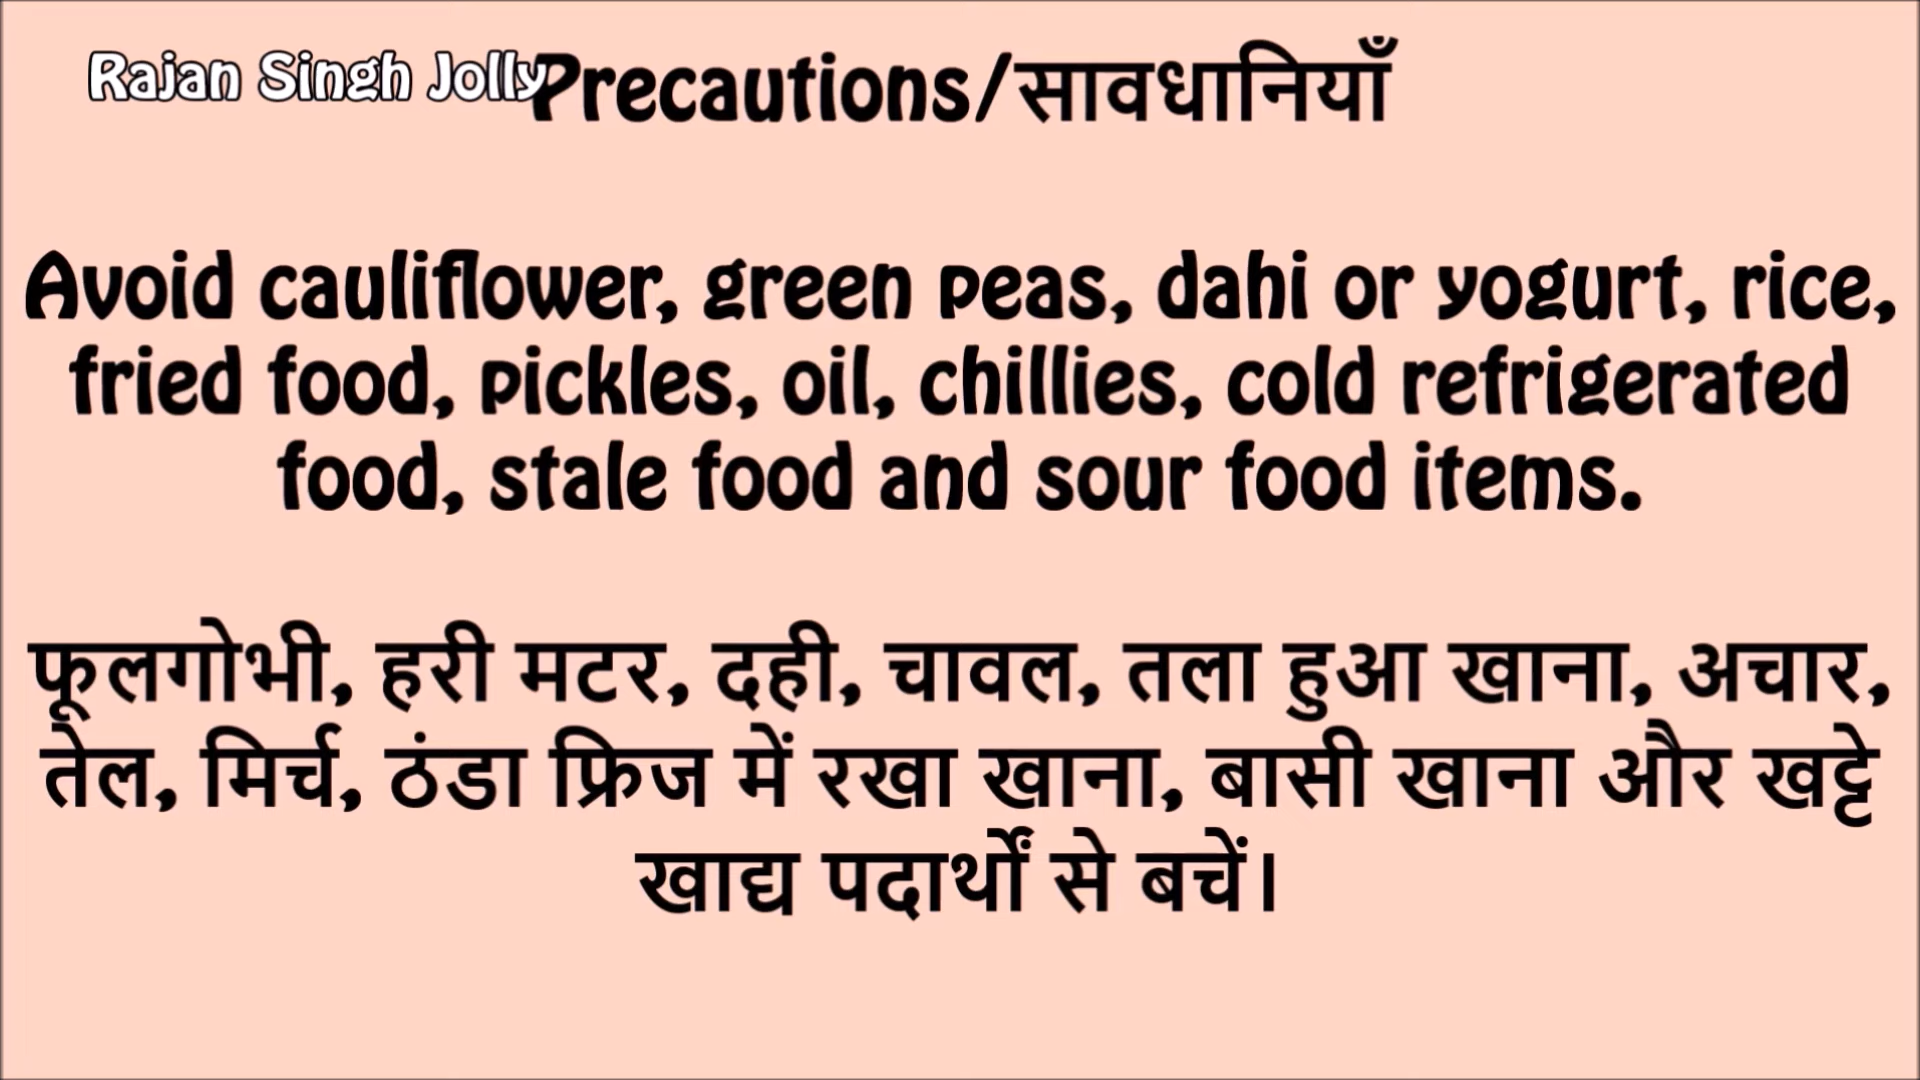 Rajan Singh Jolly
Precautions/सावधानियाँ
Avoid cauliflower, green peas, dahi or yogurt, rice,
fried food, pickles, oil, chillies, cold refrigerated
food, stale food and sour food items.
फूलगोभी, हरी मटर, दही, चावल, तला हुआ खाना, अचार,
तेल, मिर्च, ठंडा फ्रिज में रखा खाना, बासी खाना और खट्टे
खाद्य पदार्थों से बचें।